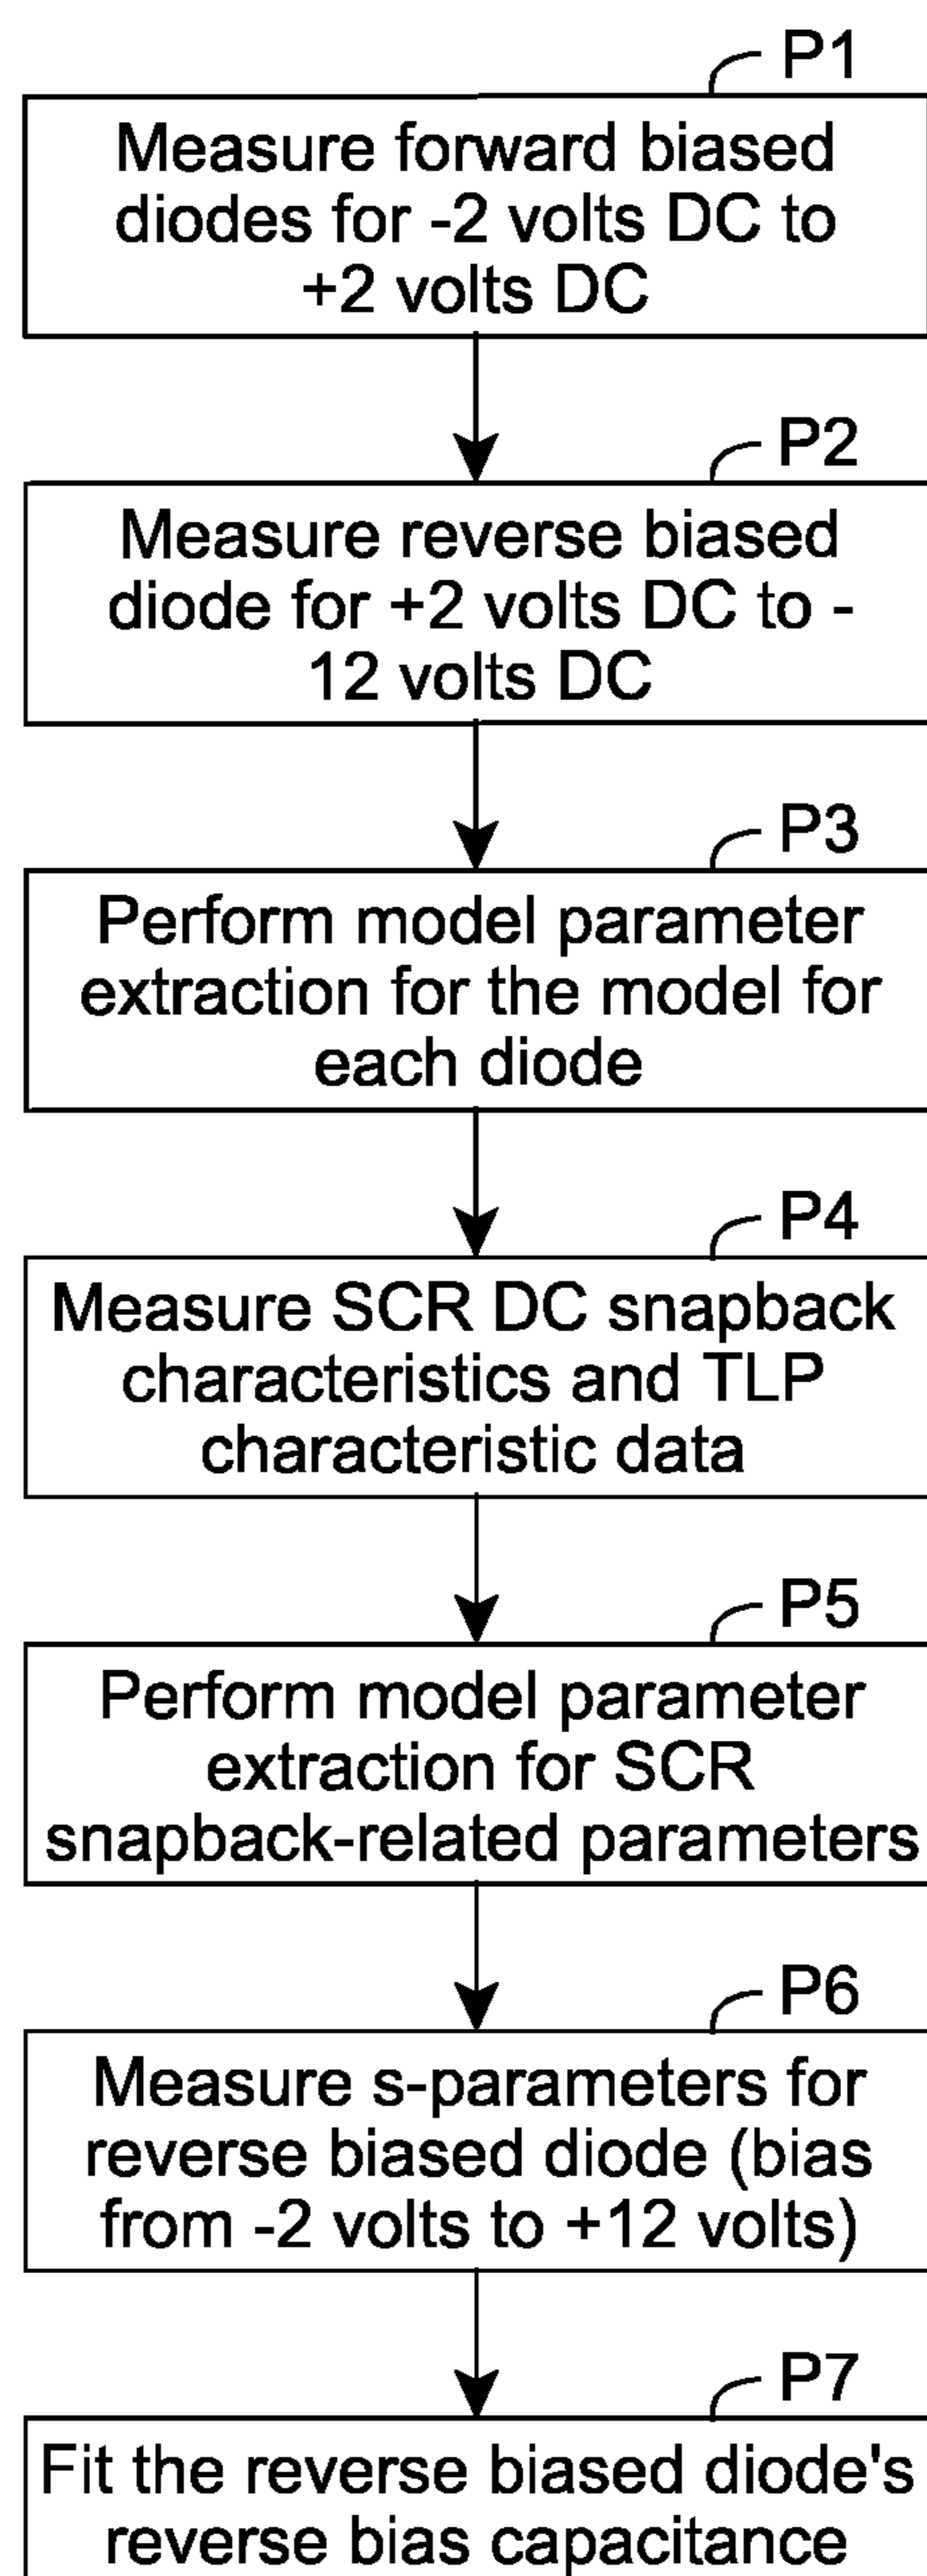 P1
Measure forward biased
diodes for -2 volts DC to
+2 volts DC
P2
Measure reverse biased
diode for +2 volts DC to -
12 volts DC
P3
Perform model parameter
extraction for the model for
each diode
P4
Measure SCR DC snapback
characteristics and TLP
characteristic data
P5
Perform model parameter
extraction for SCR
snapback-related parameters
P6
Measure s-parameters for
reverse biased diode (bias
from -2 volts to +12 volts)
P7
Fit the reverse biased diode's
reverse bias capacitance